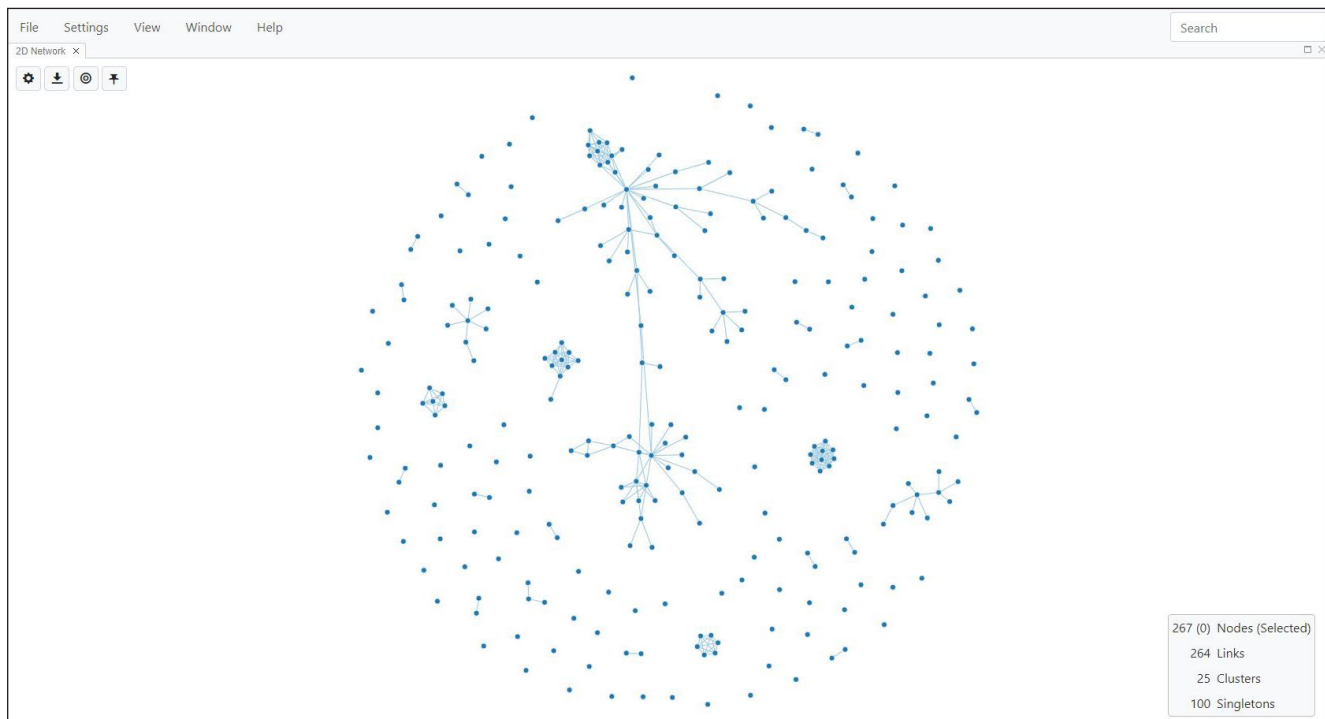 File Settings View Window Help Search
2D Network ×
267 (0) Nodes (Selected)
264 Links
25 Clusters
100 Singletons